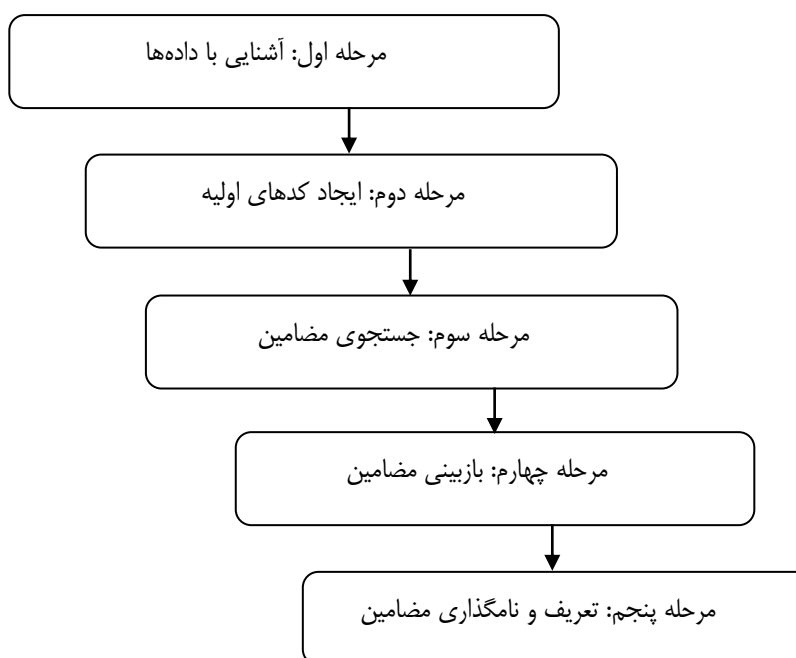 مرحله اول: آشنایی با داده‌ها
مرحله دوم: ایجاد کدهای اولیه
مرحله سوم: جستجوی مضامین
مرحله چهارم: بازبینی مضامین
مرحله پنجم: تعریف و نامگذاری مضامین